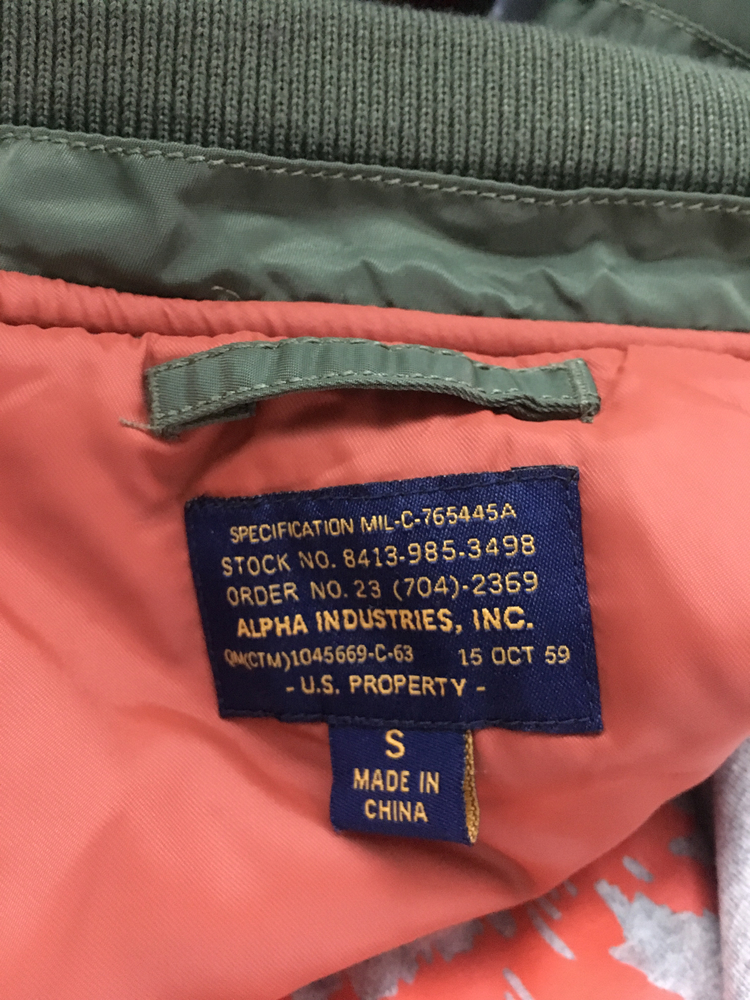 SPECIFICATION MIL-C-765445A
STOCK NO. 8413-985-3498
ORDER NO. 23 (704)-2369
ALPHA INDUSTRIES, INC.
QM(CTM)1045669-C-63 15 OCT 59
- U.S. PROPERTY -
S
MADE IN
CHINA